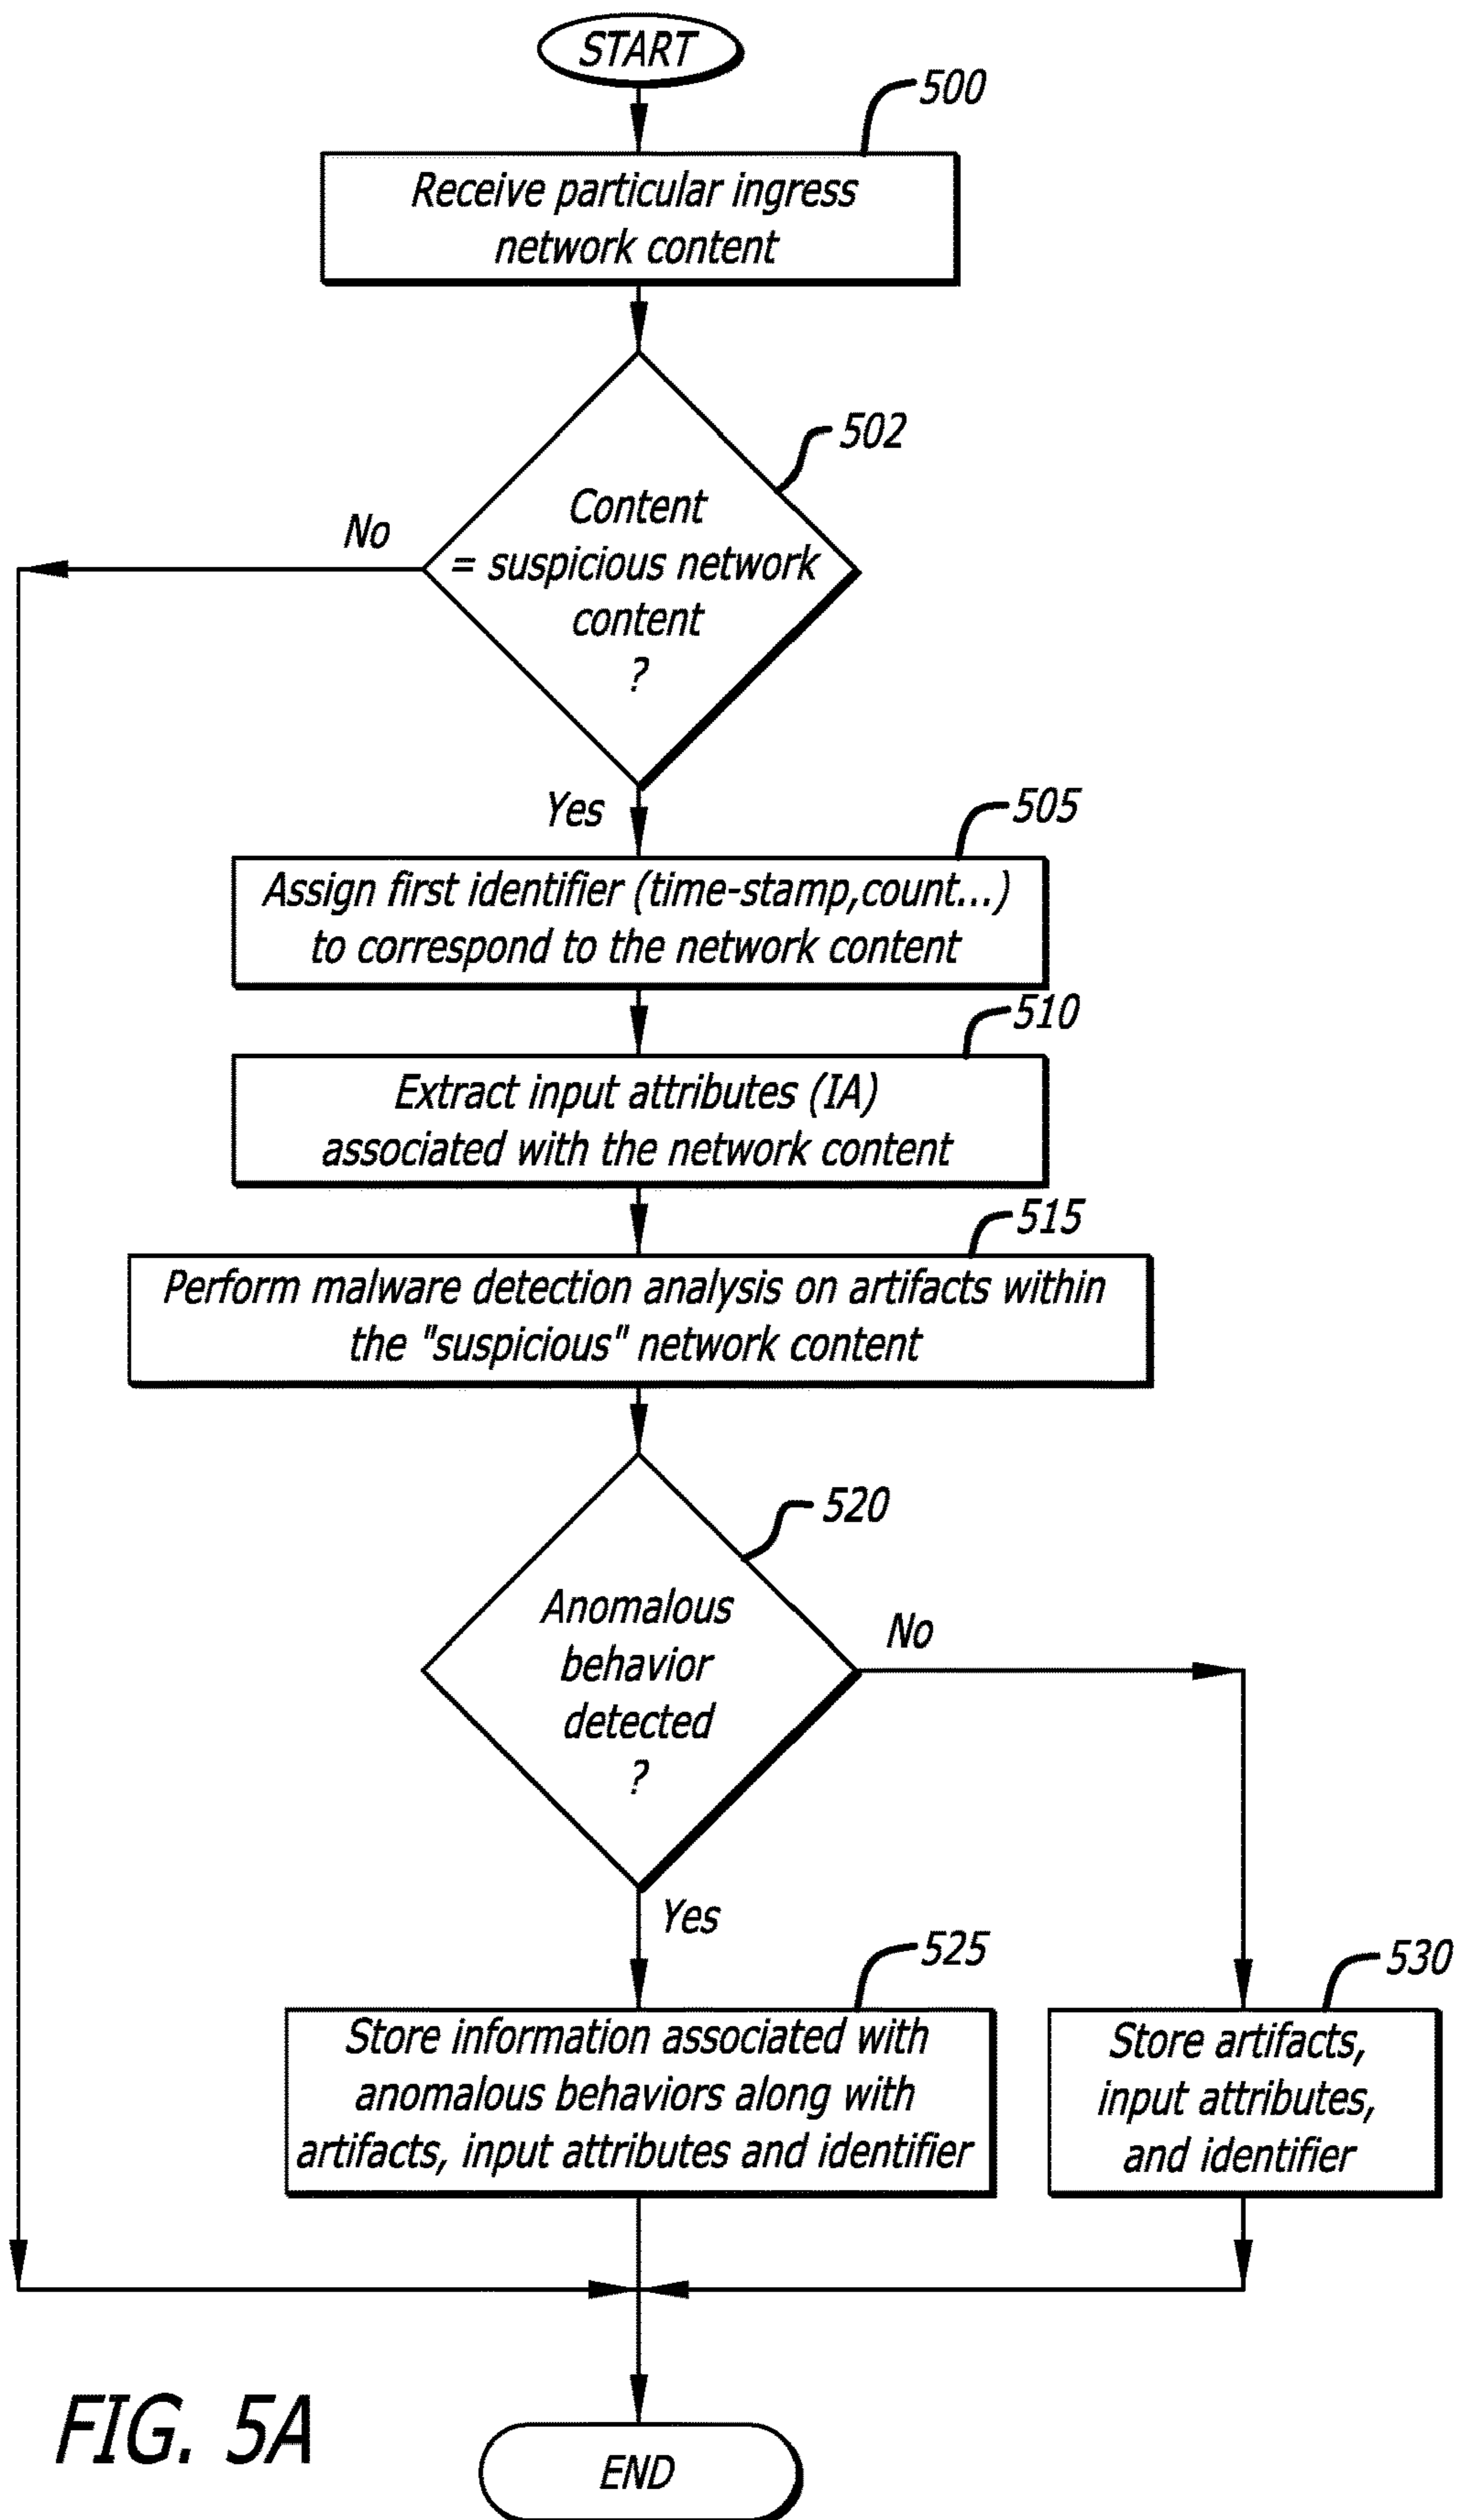 START
500
Receive particular ingress
network content
502
Content
= suspicious network
content
?
No
Yes
505
Assign first identifier (time-stamp,count...)
to correspond to the network content
510
Extract input attributes (IA)
associated with the network content
515
Perform malware detection analysis on artifacts within
the "suspicious" network content
520
Anomalous
behavior
detected
?
No
Yes
525
Store information associated with
anomalous behaviors along with
artifacts, input attributes and identifier
530
Store artifacts,
input attributes,
and identifier
FIG. 5A
END